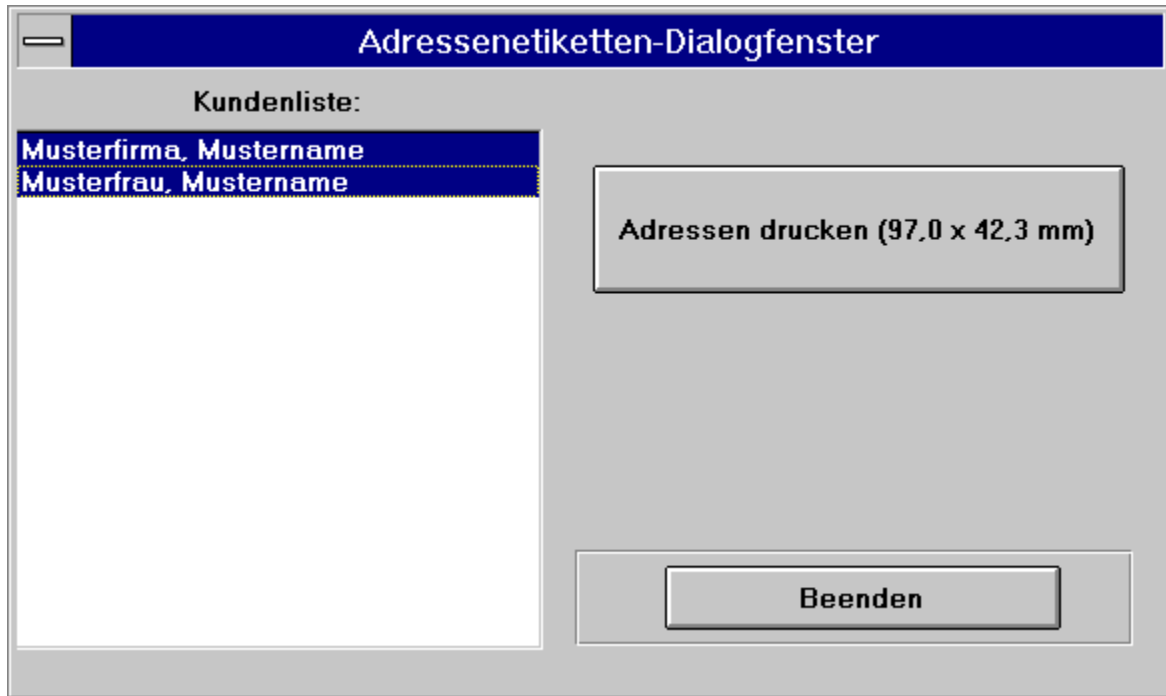 Adressenetiketten-Dialogfenster
Kundenliste:
Musterfirma, Mustername
Musterfrau, Mustername
Adressen drucken (97,0 x 42,3 mm)
Beenden